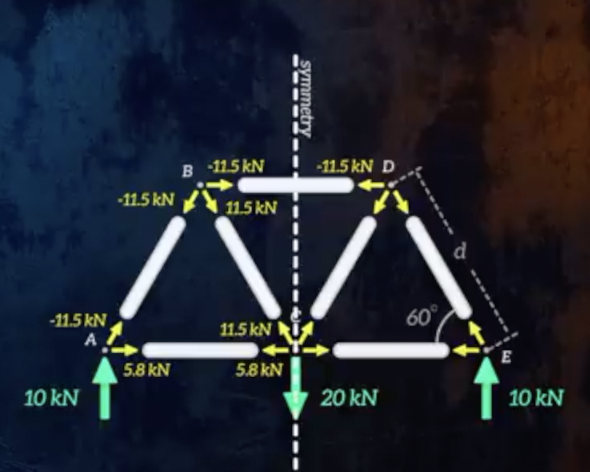 symmetry
B
-11.5 kN
-11.5 kN
D
-11.5 kN
11.5 kN
d
-11.5 kN
11.5 kN
C
60°
A
5.8 kN
5.8 kN
E
10 kN
20 kN
10 kN